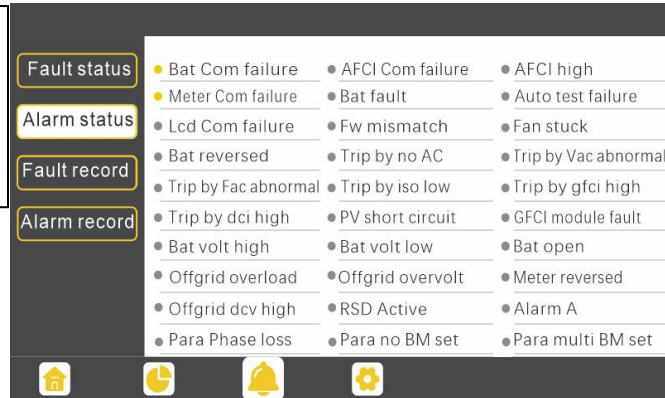 Fault status
Alarm status
Fault record
Alarm record
Bat Com failure AFCI Com failure AFCI high
Meter Com failure Bat fault Auto test failure
Lcd Com failure Fw mismatch Fan stuck
Bat reversed Trip by no AC Trip by Vac abnormal
Trip by Fac abnormal Trip by iso low Trip by gfci high
Trip by dci high PV short circuit GFCI module fault
Bat volt high Bat volt low Bat open
Offgrid overload Offgrid overvolt Meter reversed
Offgrid dcv high RSD Active Alarm A
Para Phase loss Para no BM set Para multi BM set